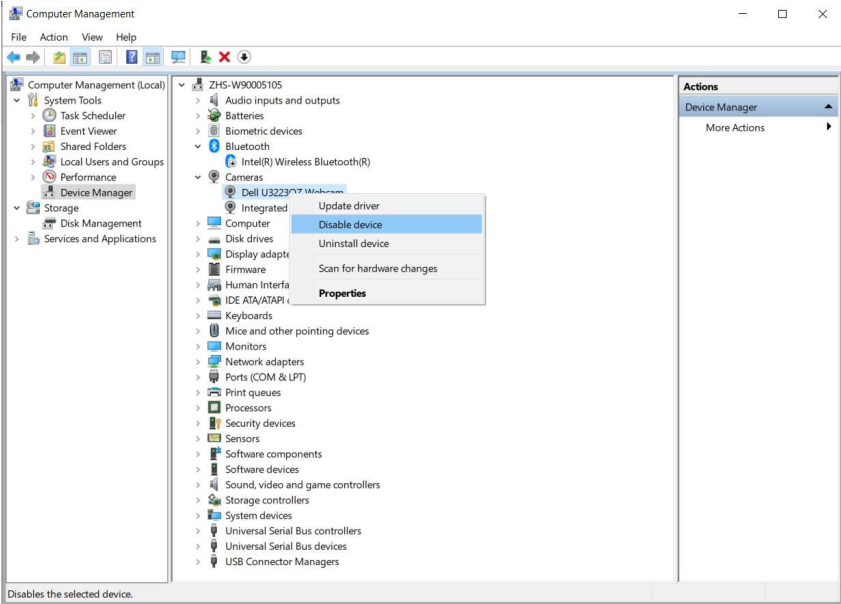 Computer Management
File Action View Help
Computer Management (Local)
System Tools
Task Scheduler
Event Viewer
Shared Folders
Local Users and Groups
Performance
Device Manager
Storage
Disk Management
Services and Applications
ZHS-W90005105
Audio inputs and outputs
Batteries
Biometric devices
Bluetooth
Intel(R) Wireless Bluetooth(R)
Cameras
Dell U3223QZ Webcam
Integrated
Computer
Disk drives
Display adapte
Firmware
Human Interfa
IDE ATA/ATAPI
Keyboards
Mice and other pointing devices
Monitors
Network adapters
Ports (COM & LPT)
Print queues
Processors
Security devices
Sensors
Software components
Software devices
Sound, video and game controllers
Storage controllers
System devices
Universal Serial Bus controllers
Universal Serial Bus devices
USB Connector Managers
Update driver
Disable device
Uninstall device
Scan for hardware changes
Properties
Actions
Device Manager
More Actions
Disables the selected device.